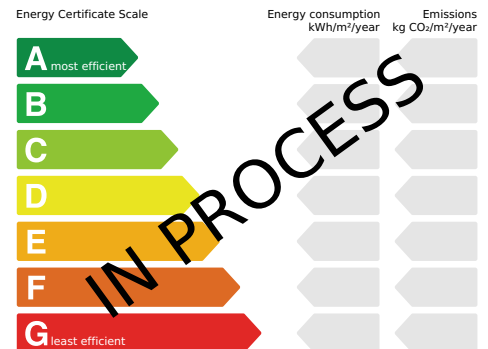 Energy Certificate Scale
Energy consumption
kWh/m²/year
Emissions
kg CO₂/m²/year
A most efficient
B
C
D
E
F
G least efficient
IN PROCESS